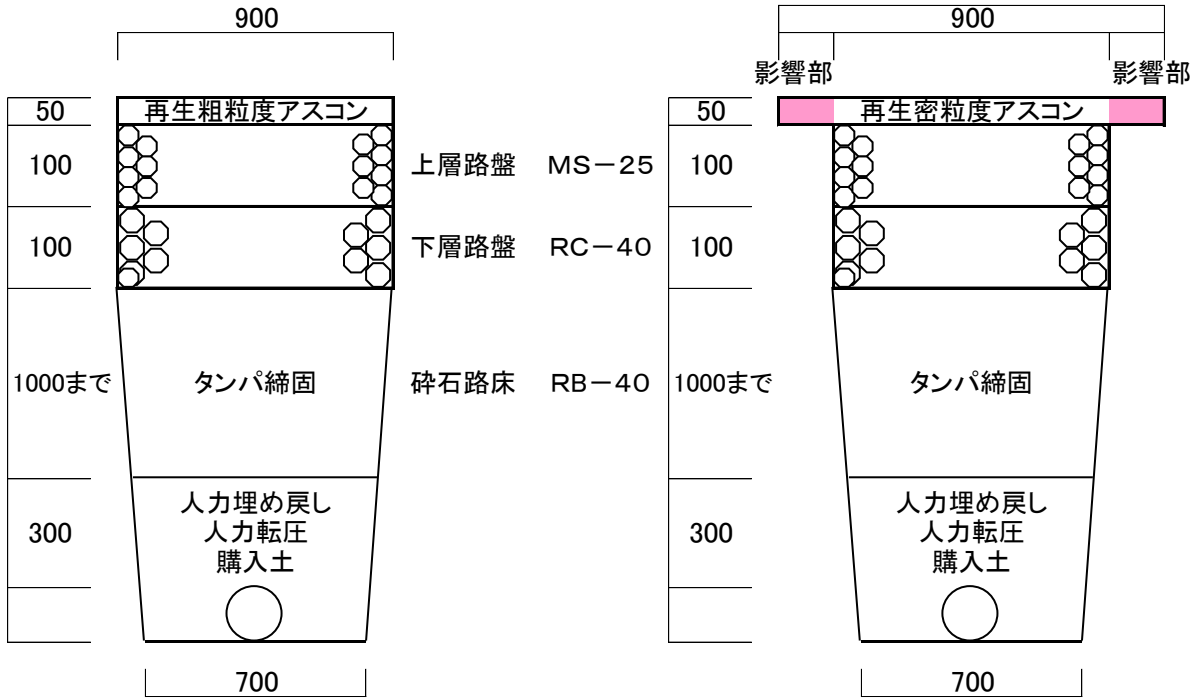 900
50
再生粗粒度アスコン
100
上層路盤 MS－25
100
下層路盤 RC－40
1000まで
タンパ締固
砕石路床 RB－40
300
人力埋め戻し
人力転圧
購入土
700
900
影響部
影響部
50
再生密粒度アスコン
100
100
1000まで
タンパ締固
300
人力埋め戻し
人力転圧
購入土
700